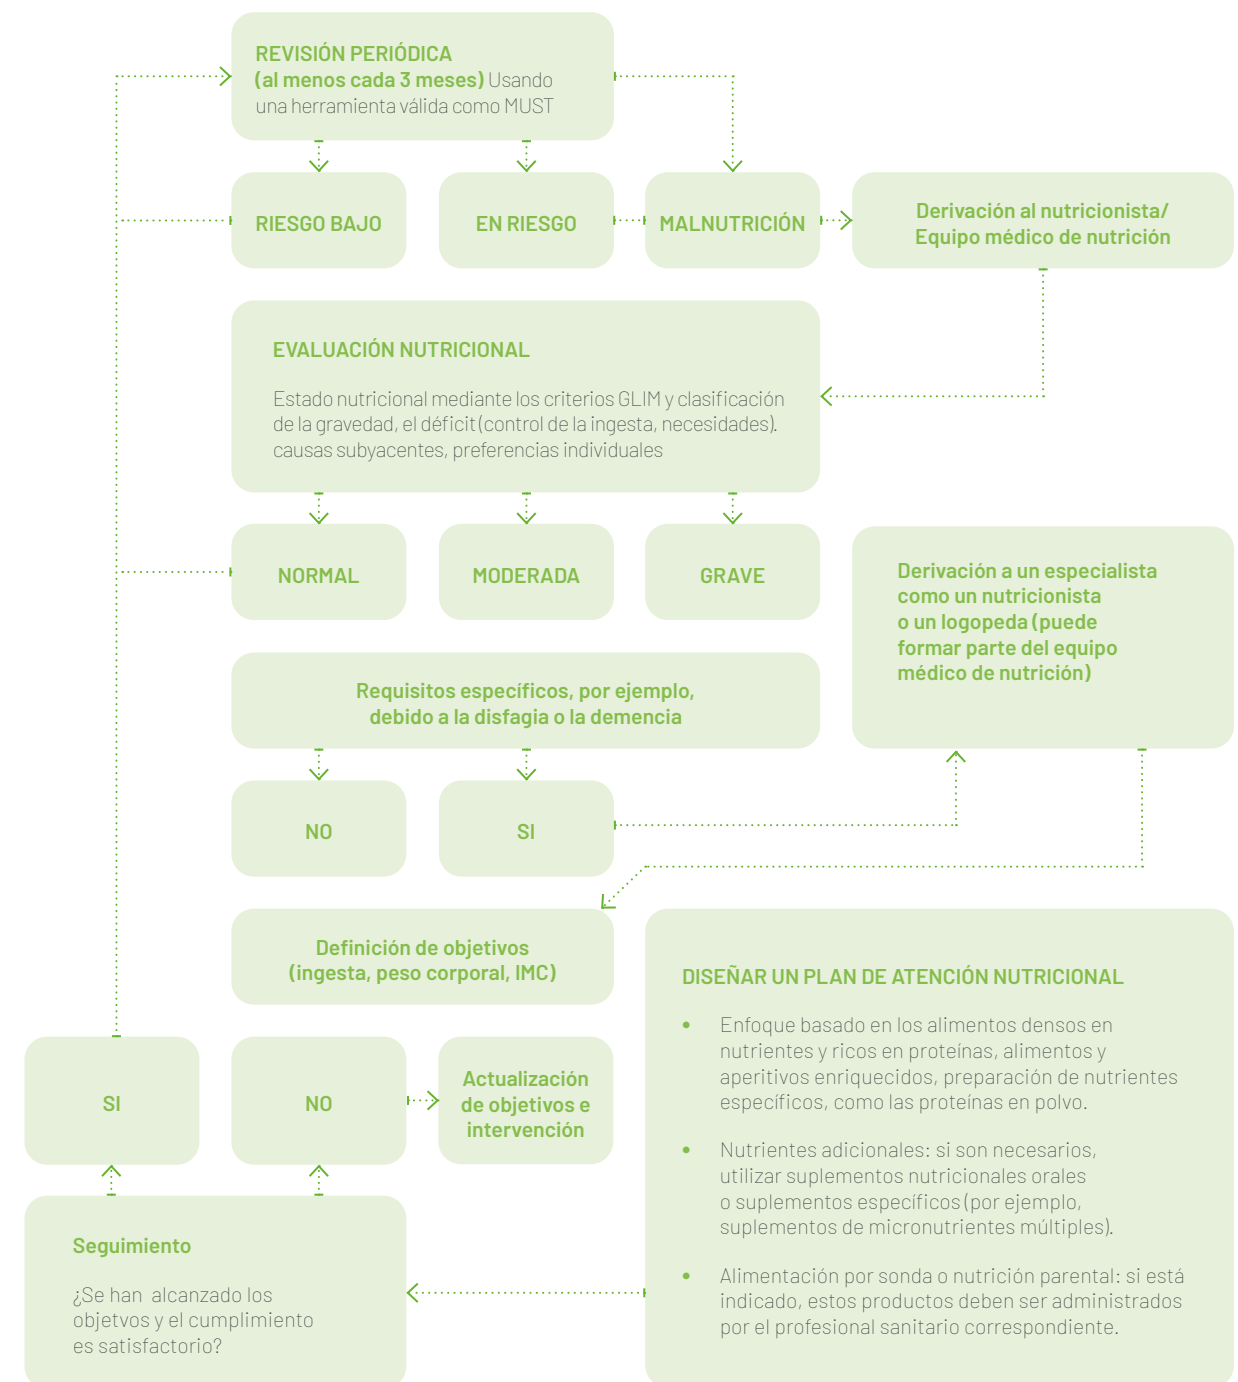 REVISIÓN PERIÓDICA
(al menos cada 3 meses) Usando
una herramienta válida como MUST
RIESGO BAJO
EN RIESGO
MALNUTRICIÓN
Derivación al nutricionista/
Equipo médico de nutrición
EVALUACIÓN NUTRICIONAL
Estado nutricional mediante los criterios GLIM y clasificación
de la gravedad, el déficit (control de la ingesta, necesidades).
causas subyacentes, preferencias individuales
NORMAL
MODERADA
GRAVE
Derivación a un especialista
como un nutricionista
o un logopeda (puede
formar parte del equipo
médico de nutrición)
Requisitos específicos, por ejemplo,
debido a la disfagia o la demencia
NO
SI
Definición de objetivos
(ingesta, peso corporal, IMC)
DISEÑAR UN PLAN DE ATENCIÓN NUTRICIONAL
• Enfoque basado en los alimentos densos en
nutrientes y ricos en proteínas, alimentos y
aperitivos enriquecidos, preparación de nutrientes
específicos, como las proteínas en polvo.
• Nutrientes adicionales: si son necesarios,
utilizar suplementos nutricionales orales
o suplementos específicos (por ejemplo,
suplementos de micronutrientes múltiples).
• Alimentación por sonda o nutrición parental: si está
indicado, estos productos deben ser administrados
por el profesional sanitario correspondiente.
SI
NO
Actualización
de objetivos e
intervención
Seguimiento
¿Se han alcanzado los
objetvos y el cumplimiento
es satisfactorio?